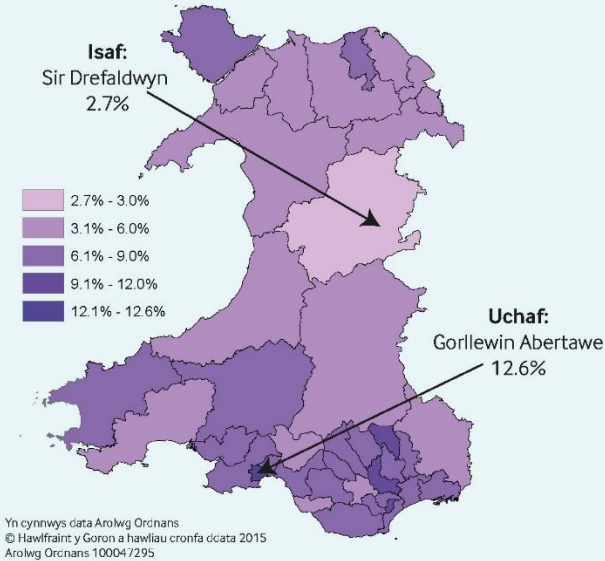 Isaf:
Sir Drefaldwyn
2.7%
2.7% - 3.0%
3.1% - 6.0%
6.1% - 9.0%
9.1% - 12.0%
12.1% - 12.6%
Uchaf:
Gorllewin Abertawe
12.6%
Yn cynnwys data Arolwg Ordnans
© Hawlfraint y Goron a hawliau cronfa ddata 2015
Arolwg Ordnans 100047295